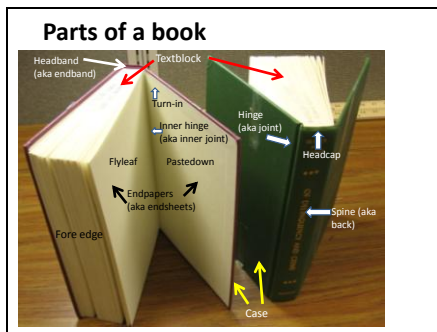 Parts of a book
Headband
(aka endband)
Textblock
Turn-in
Inner hinge
(aka inner joint)
Hinge
(aka joint)
Headcap
Flyleaf
Pastedown
Endpapers
(aka endsheets)
Spine (aka
back)
Fore edge
Case